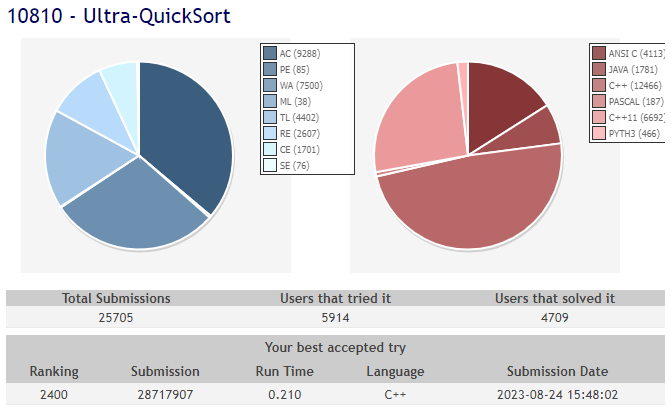 10810 - Ultra-QuickSort
AC (9288)
PE (85)
WA (7500)
ML (38)
TL (4402)
RE (2607)
CE (1701)
SE (76)
ANSI C (4113)
JAVA (1781)
C++ (12466)
PASCAL (187)
C++11 (6692)
PYTH3 (466)
Total Submissions Users that tried it Users that solved it
25705 5914 4709
Your best accepted try
Ranking Submission Run Time Language Submission Date
2400 28717907 0.210 C++ 2023-08-24 15:48:02